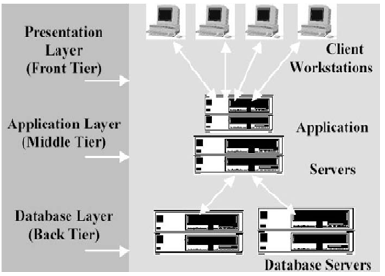 Presentation
Layer
(Front Tier)
Client
Workstations
Application Layer
(Middle Tier)
Application
Servers
Database Layer
(Back Tier)
Database Servers